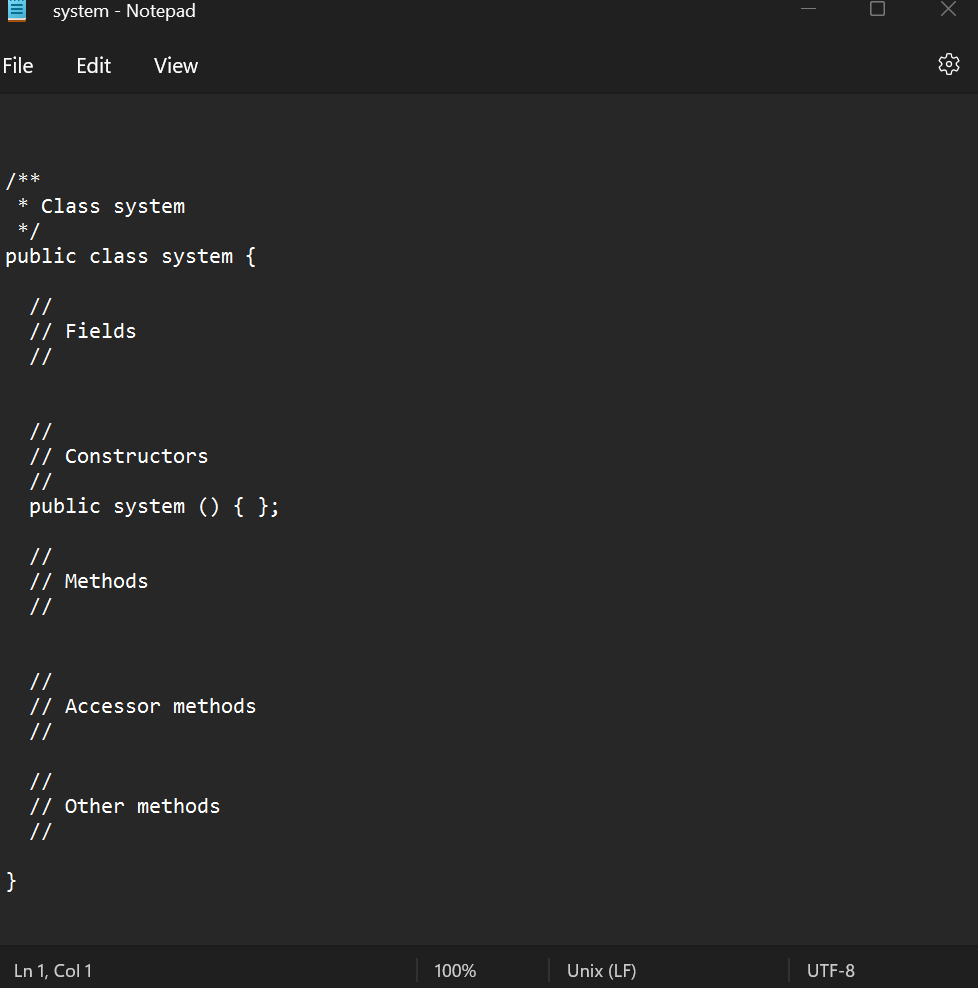 system - Notepad
File Edit View
/**
 * Class system
 */
public class system {
  //
  // Fields
  //
  //
  // Constructors
  //
  public system () { };
  //
  // Methods
  //
  //
  // Accessor methods
  //
  //
  // Other methods
  //
}
Ln 1, Col 1 100% Unix (LF) UTF-8